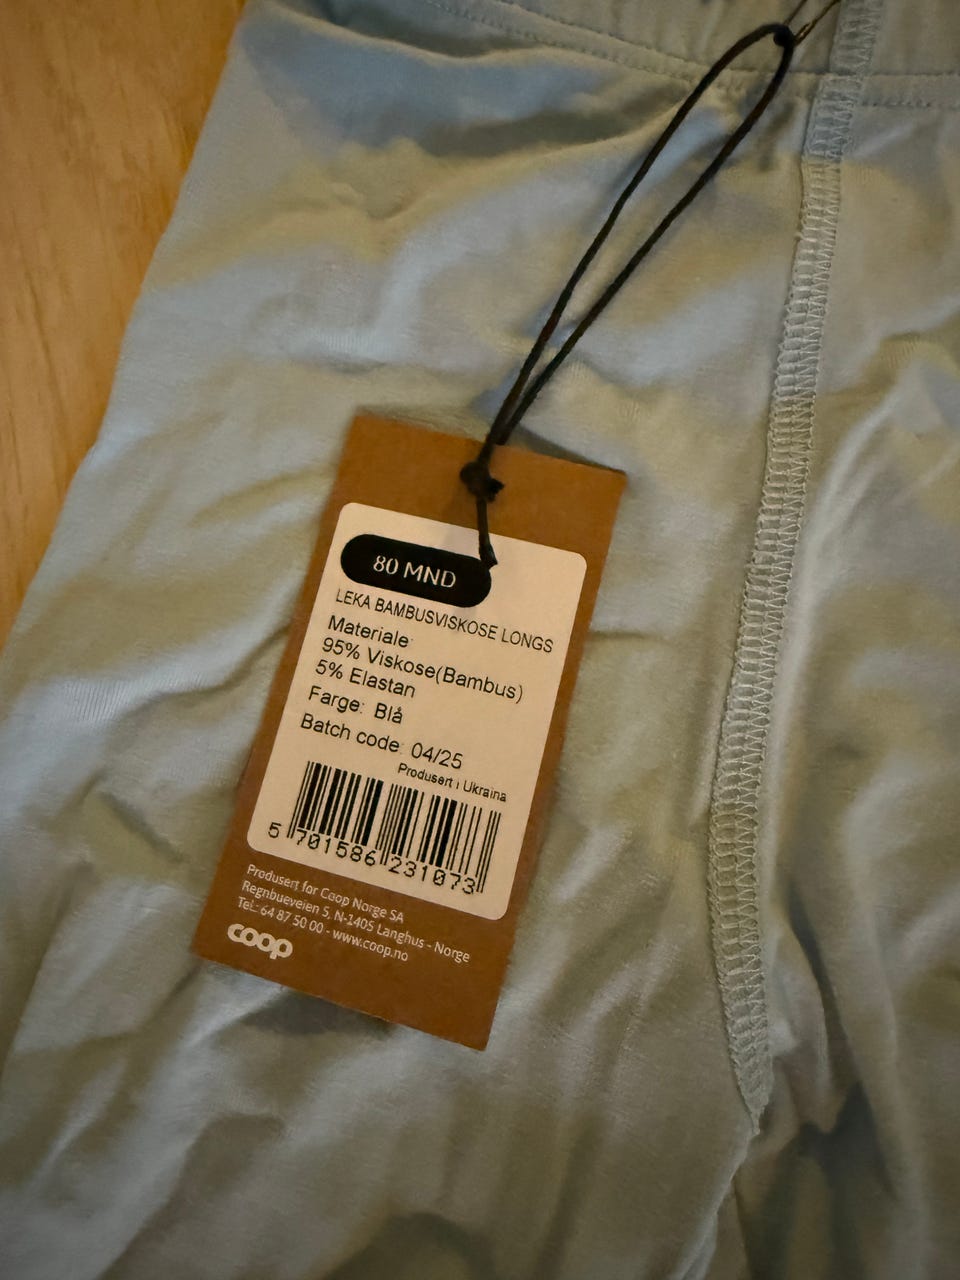 80 MND
LEKA BAMBUSVISKOSE LONGS
Materiale:
95% Viskose(Bambus)
5% Elastan
Farge: Blå
Batch code: 04/25
Produsert i Ukraina
5 701586 231073
Produsert for Coop Norge SA
Regnbueveien 5, N-1405 Langhus - Norge
Tel.: 64 87 50 00 - www.coop.no
coop